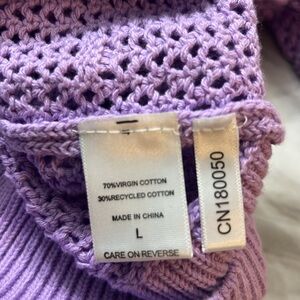 70%VIRGIN COTTON
30%RECYCLED COTTON
MADE IN CHINA
L
CARE ON REVERSE
CN180050